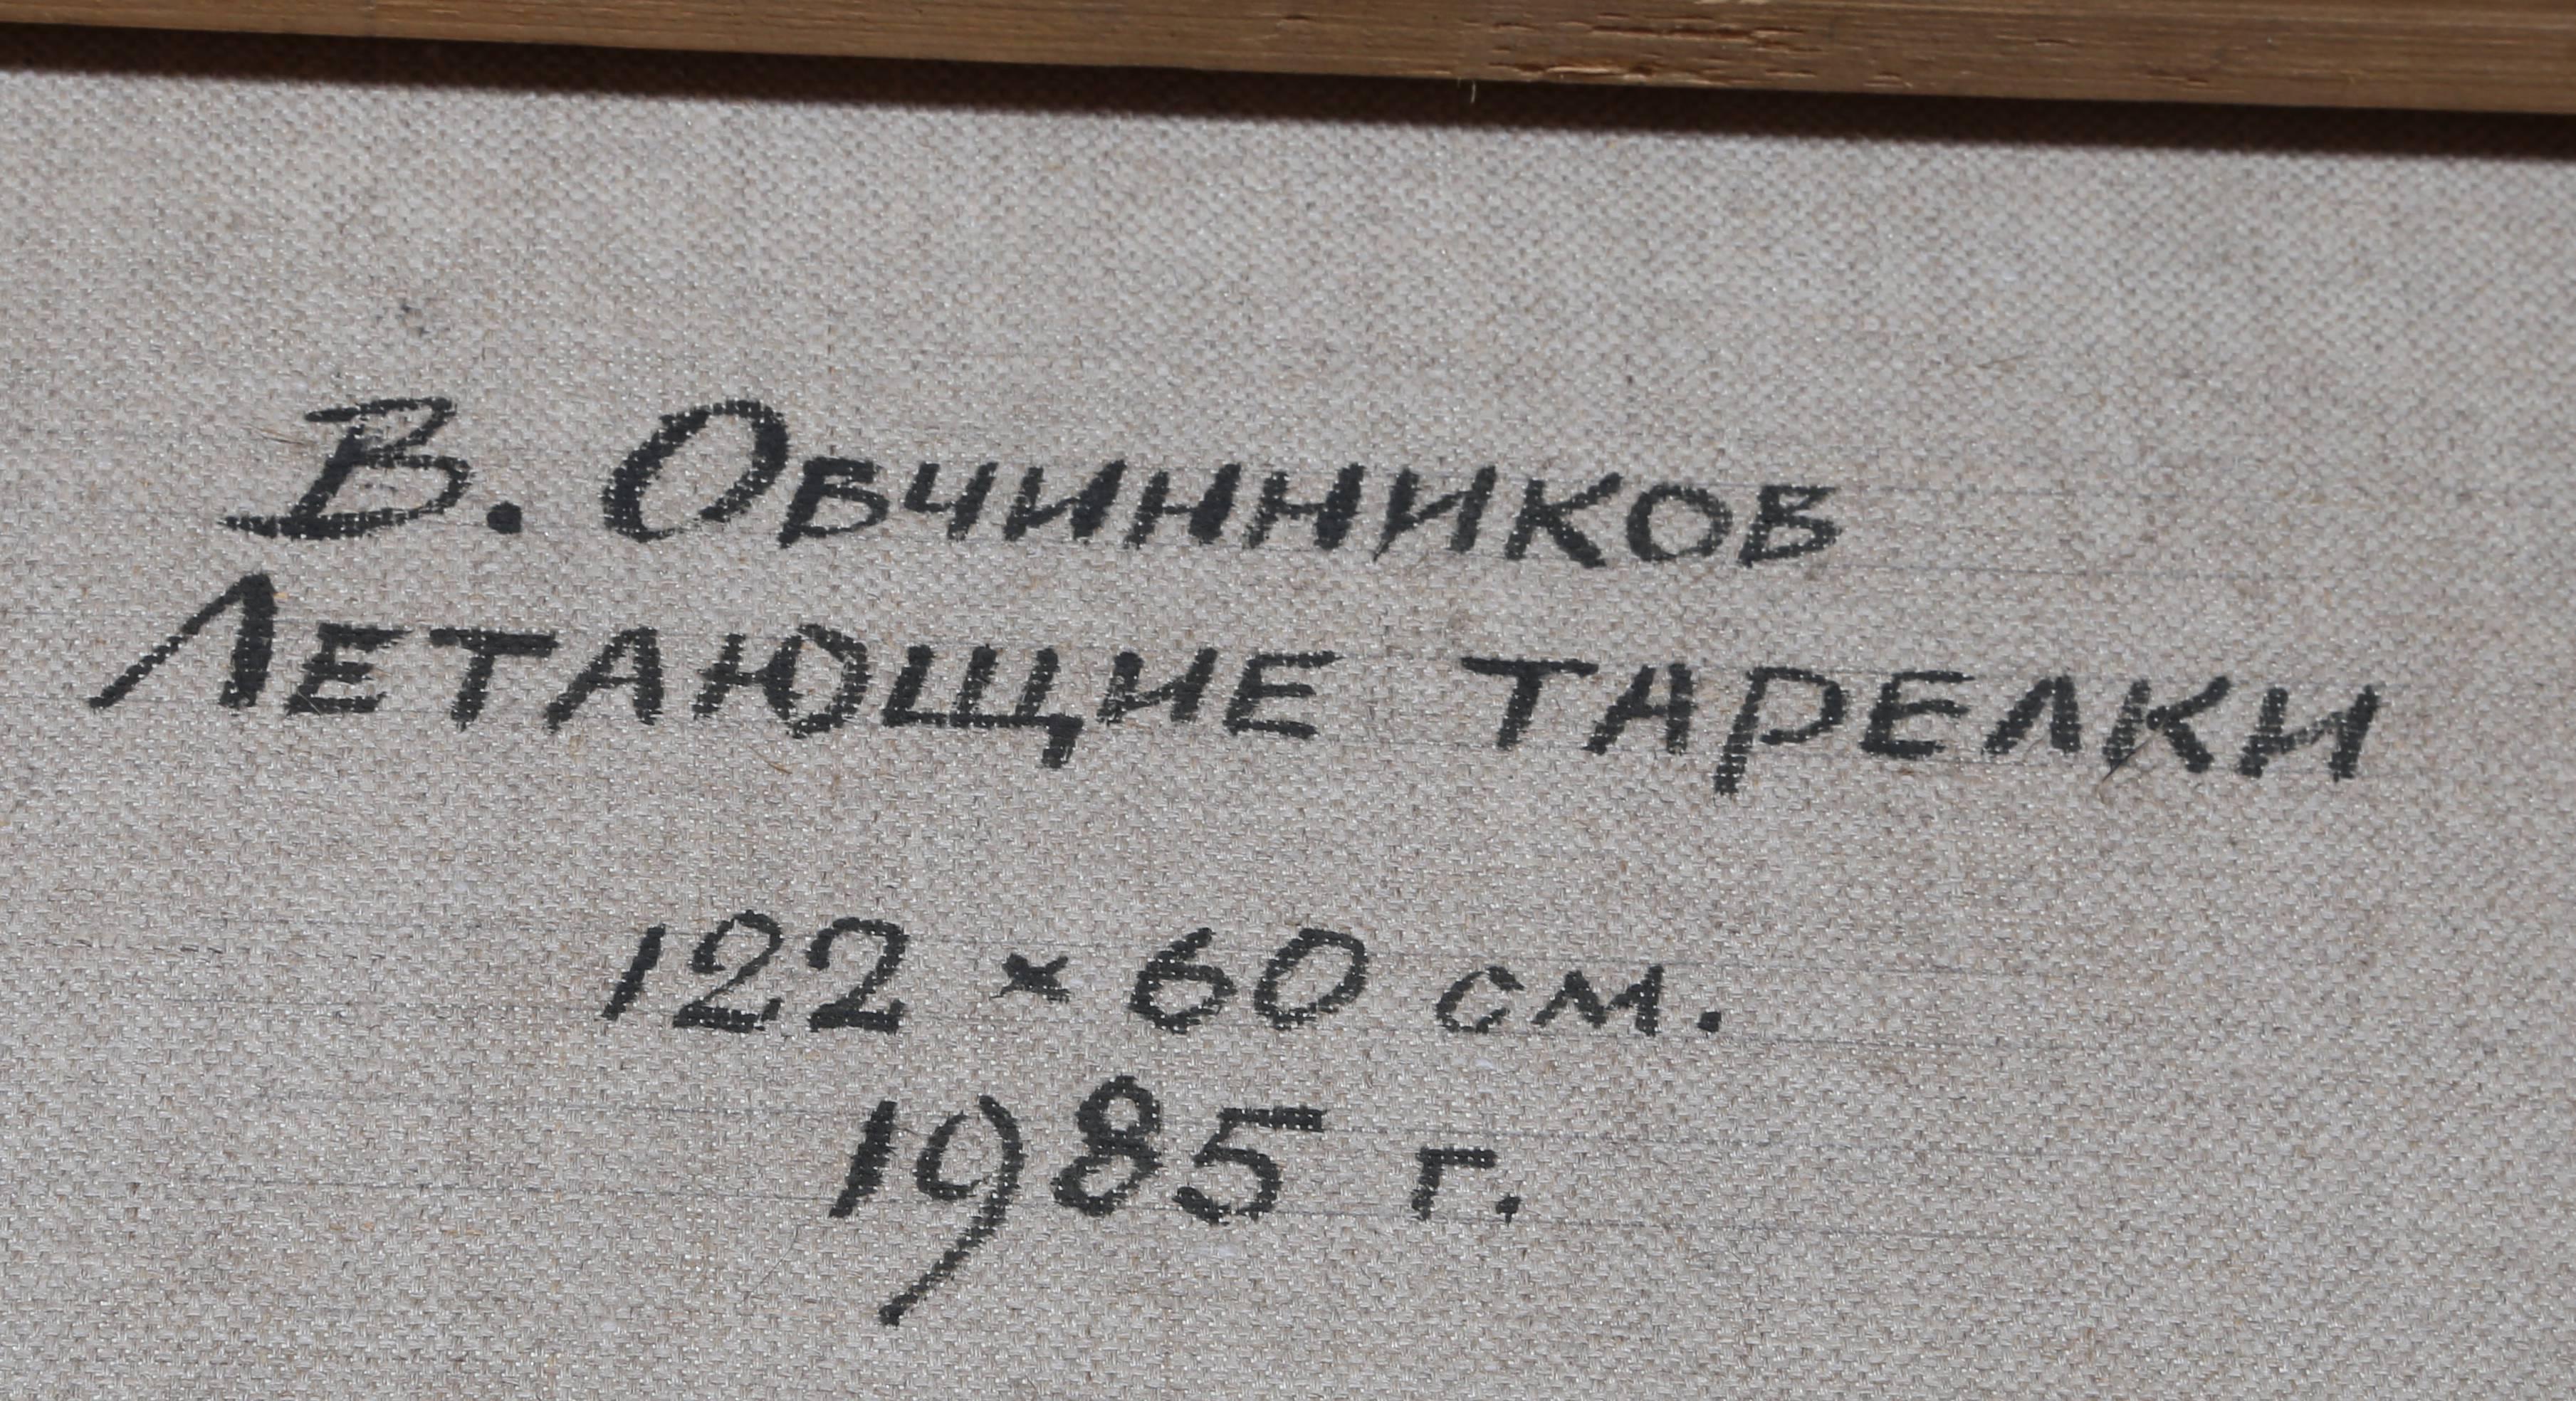 В. Овчинников
Летающие тарелки
122 × 60 см.
1985 г.